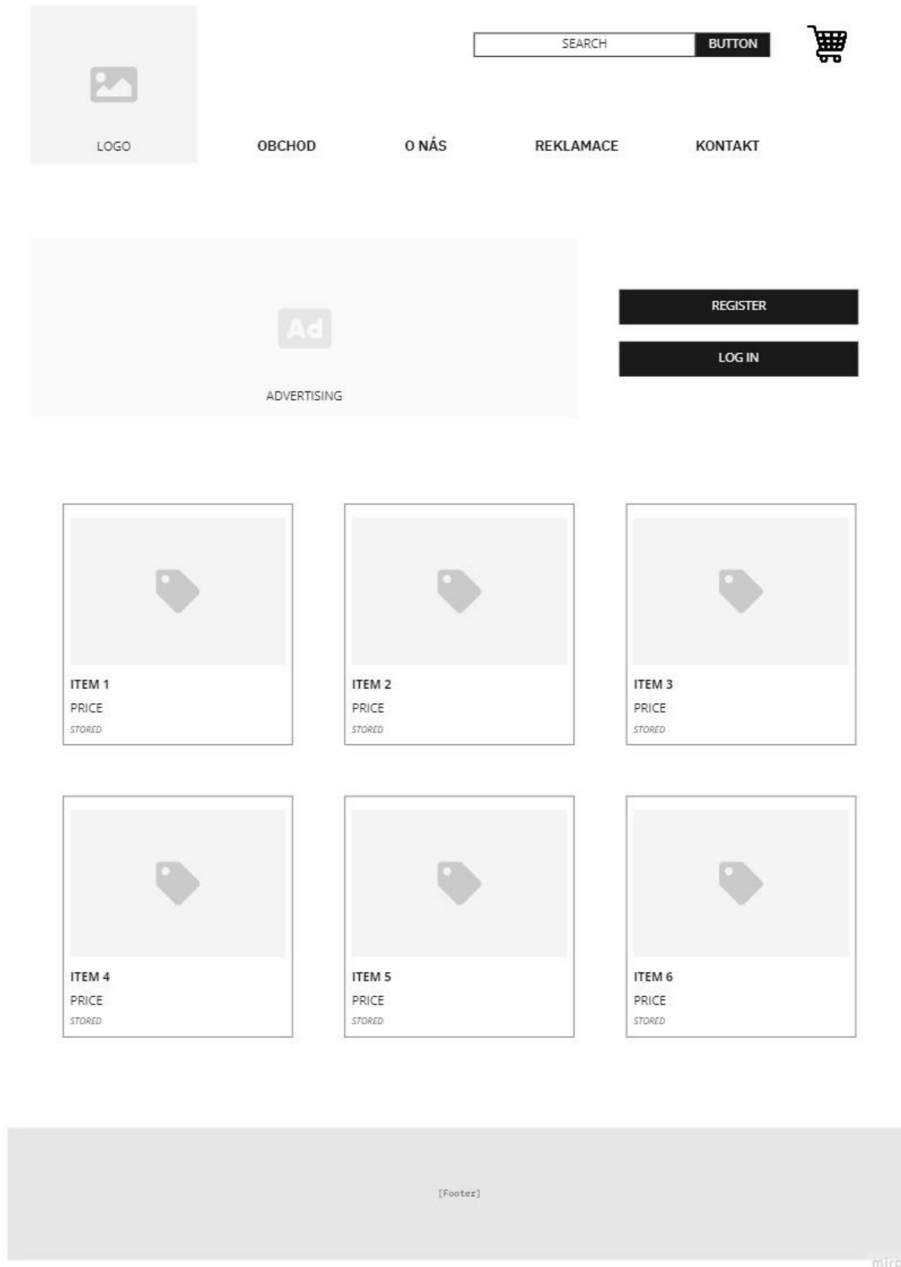 SEARCH BUTTON
LOGO OBCHOD O NÁS REKLAMACE KONTAKT
Ad
ADVERTISING
REGISTER
LOG IN
ITEM 1 ITEM 2 ITEM 3
PRICE PRICE PRICE
STORED STORED STORED
ITEM 4 ITEM 5 ITEM 6
PRICE PRICE PRICE
STORED STORED STORED
[Footer]
miro